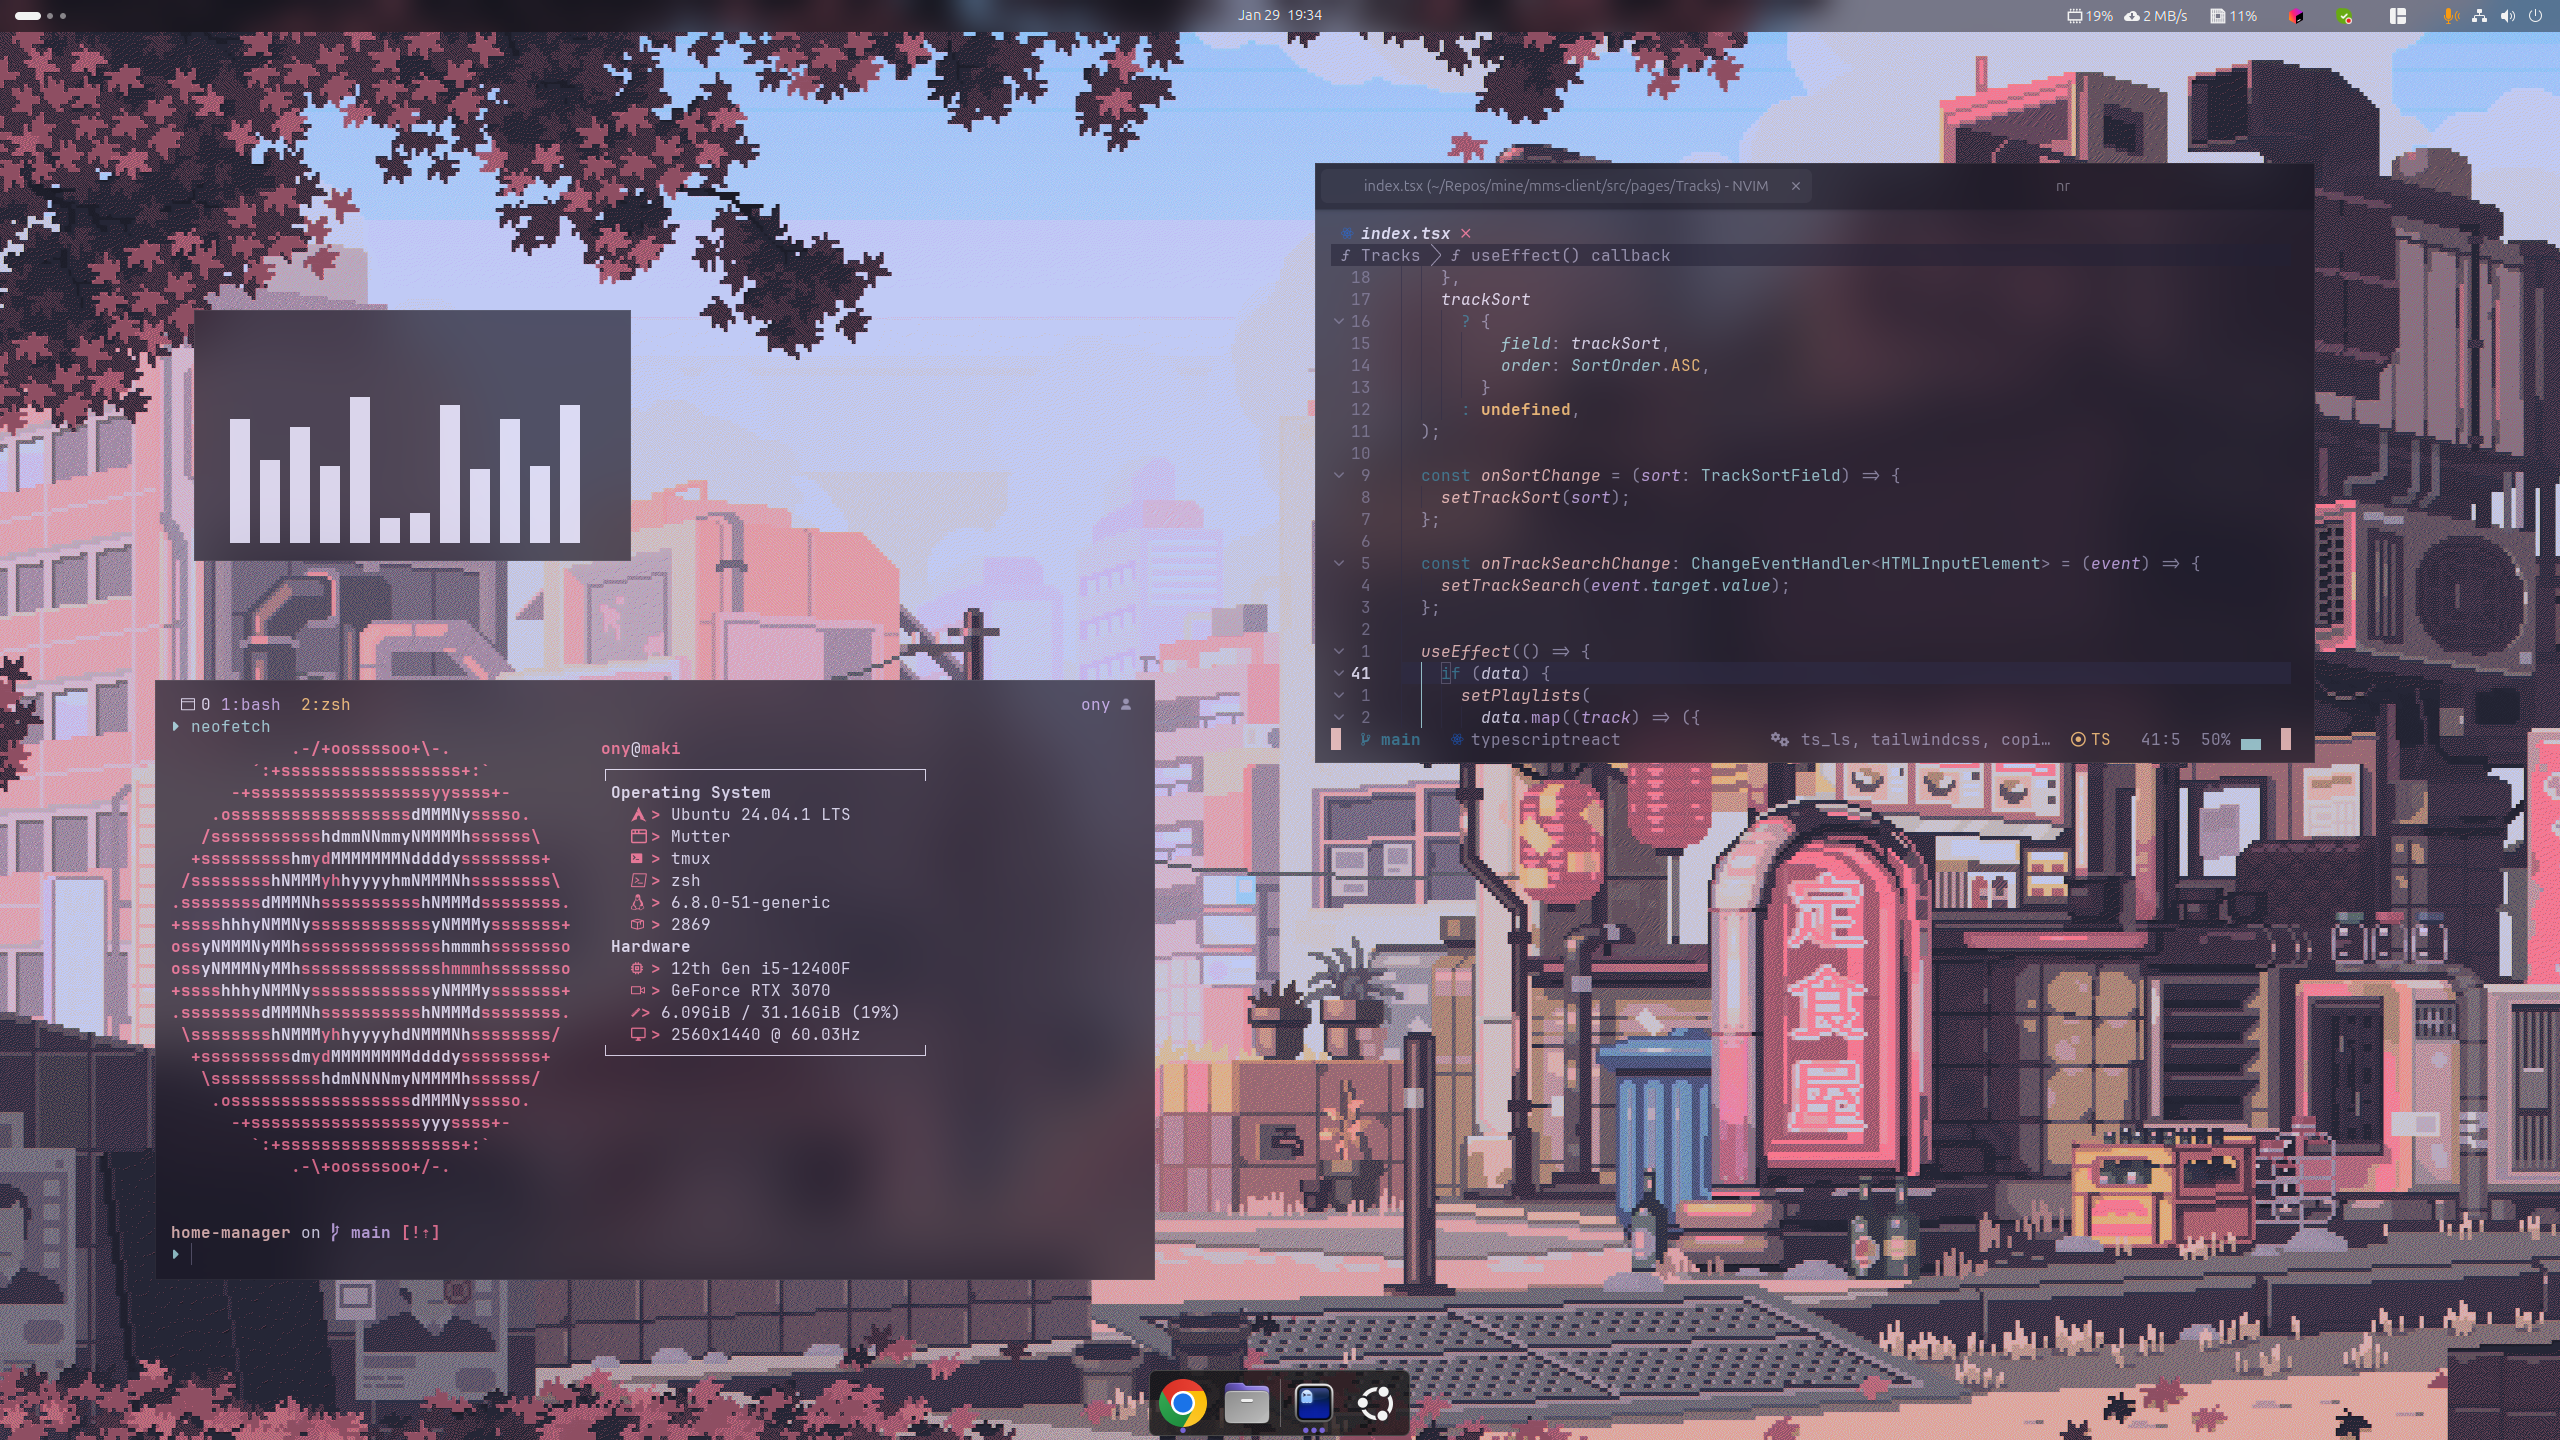 Jan 29 19:34
19% 2 MB/s 11%
index.tsx (~/Repos/mine/mms-client/src/pages/Tracks) - NVIM ×
nr
index.tsx ×
ƒ Tracks ƒ useEffect() callback
18 },
17 trackSort
16 ? {
15 field: trackSort,
14 order: SortOrder.ASC,
13 }
12 : undefined,
11 );
10
9 const onSortChange = (sort: TrackSortField) => {
8 setTrackSort(sort);
7 };
6
5 const onTrackSearchChange: ChangeEventHandler<HTMLInputElement> = (event) => {
4 setTrackSearch(event.target.value);
3 };
2
1 useEffect(() => {
41 if (data) {
1 setPlaylists(
2 data.map((track) => ({
main typescriptreact ts_ls, tailwindcss, copi… TS 41:5 50%
0 1:bash 2:zsh ony
neofetch
.-/+oossssoo+\-.
`:+ssssssssssssssssss+:`
-+ssssssssssssssssssyyssss+-
.ossssssssssssssssssdMMMNysssso.
/ssssssssssshdmmNNmmyNMMMMhssssss\
+ssssssssshmydMMMMMMMNddddyssssssss+
/sssssssshNMMMyhhyyyyhmNMMMNhssssssss\
.ssssssssdMMMNhsssssssssshNMMMdssssssss.
+sssshhhyNMMNyssssssssssssyNMMMysssssss+
ossyNMMMNyMMhsssssssssssssshmmmhssssssso
ossyNMMMNyMMhsssssssssssssshmmmhssssssso
+sssshhhyNMMNyssssssssssssyNMMMysssssss+
.ssssssssdMMMNhsssssssssshNMMMdssssssss.
\sssssssshNMMMyhhyyyyhdNMMMNhssssssss/
+sssssssssdmydMMMMMMMMddddyssssssss+
\ssssssssssshdmNNNNmyNMMMMhssssss/
.ossssssssssssssssssdMMMNysssso.
-+sssssssssssssssssyyyssss+-
`:+ssssssssssssssssss+:`
.-\+oossssoo+/-.
ony@maki
Operating System
> Ubuntu 24.04.1 LTS
> Mutter
> tmux
> zsh
> 6.8.0-51-generic
> 2869
Hardware
> 12th Gen i5-12400F
> GeForce RTX 3070
> 6.09GiB / 31.16GiB (19%)
> 2560x1440 @ 60.03Hz
home-manager on main [!↑]
定食屋